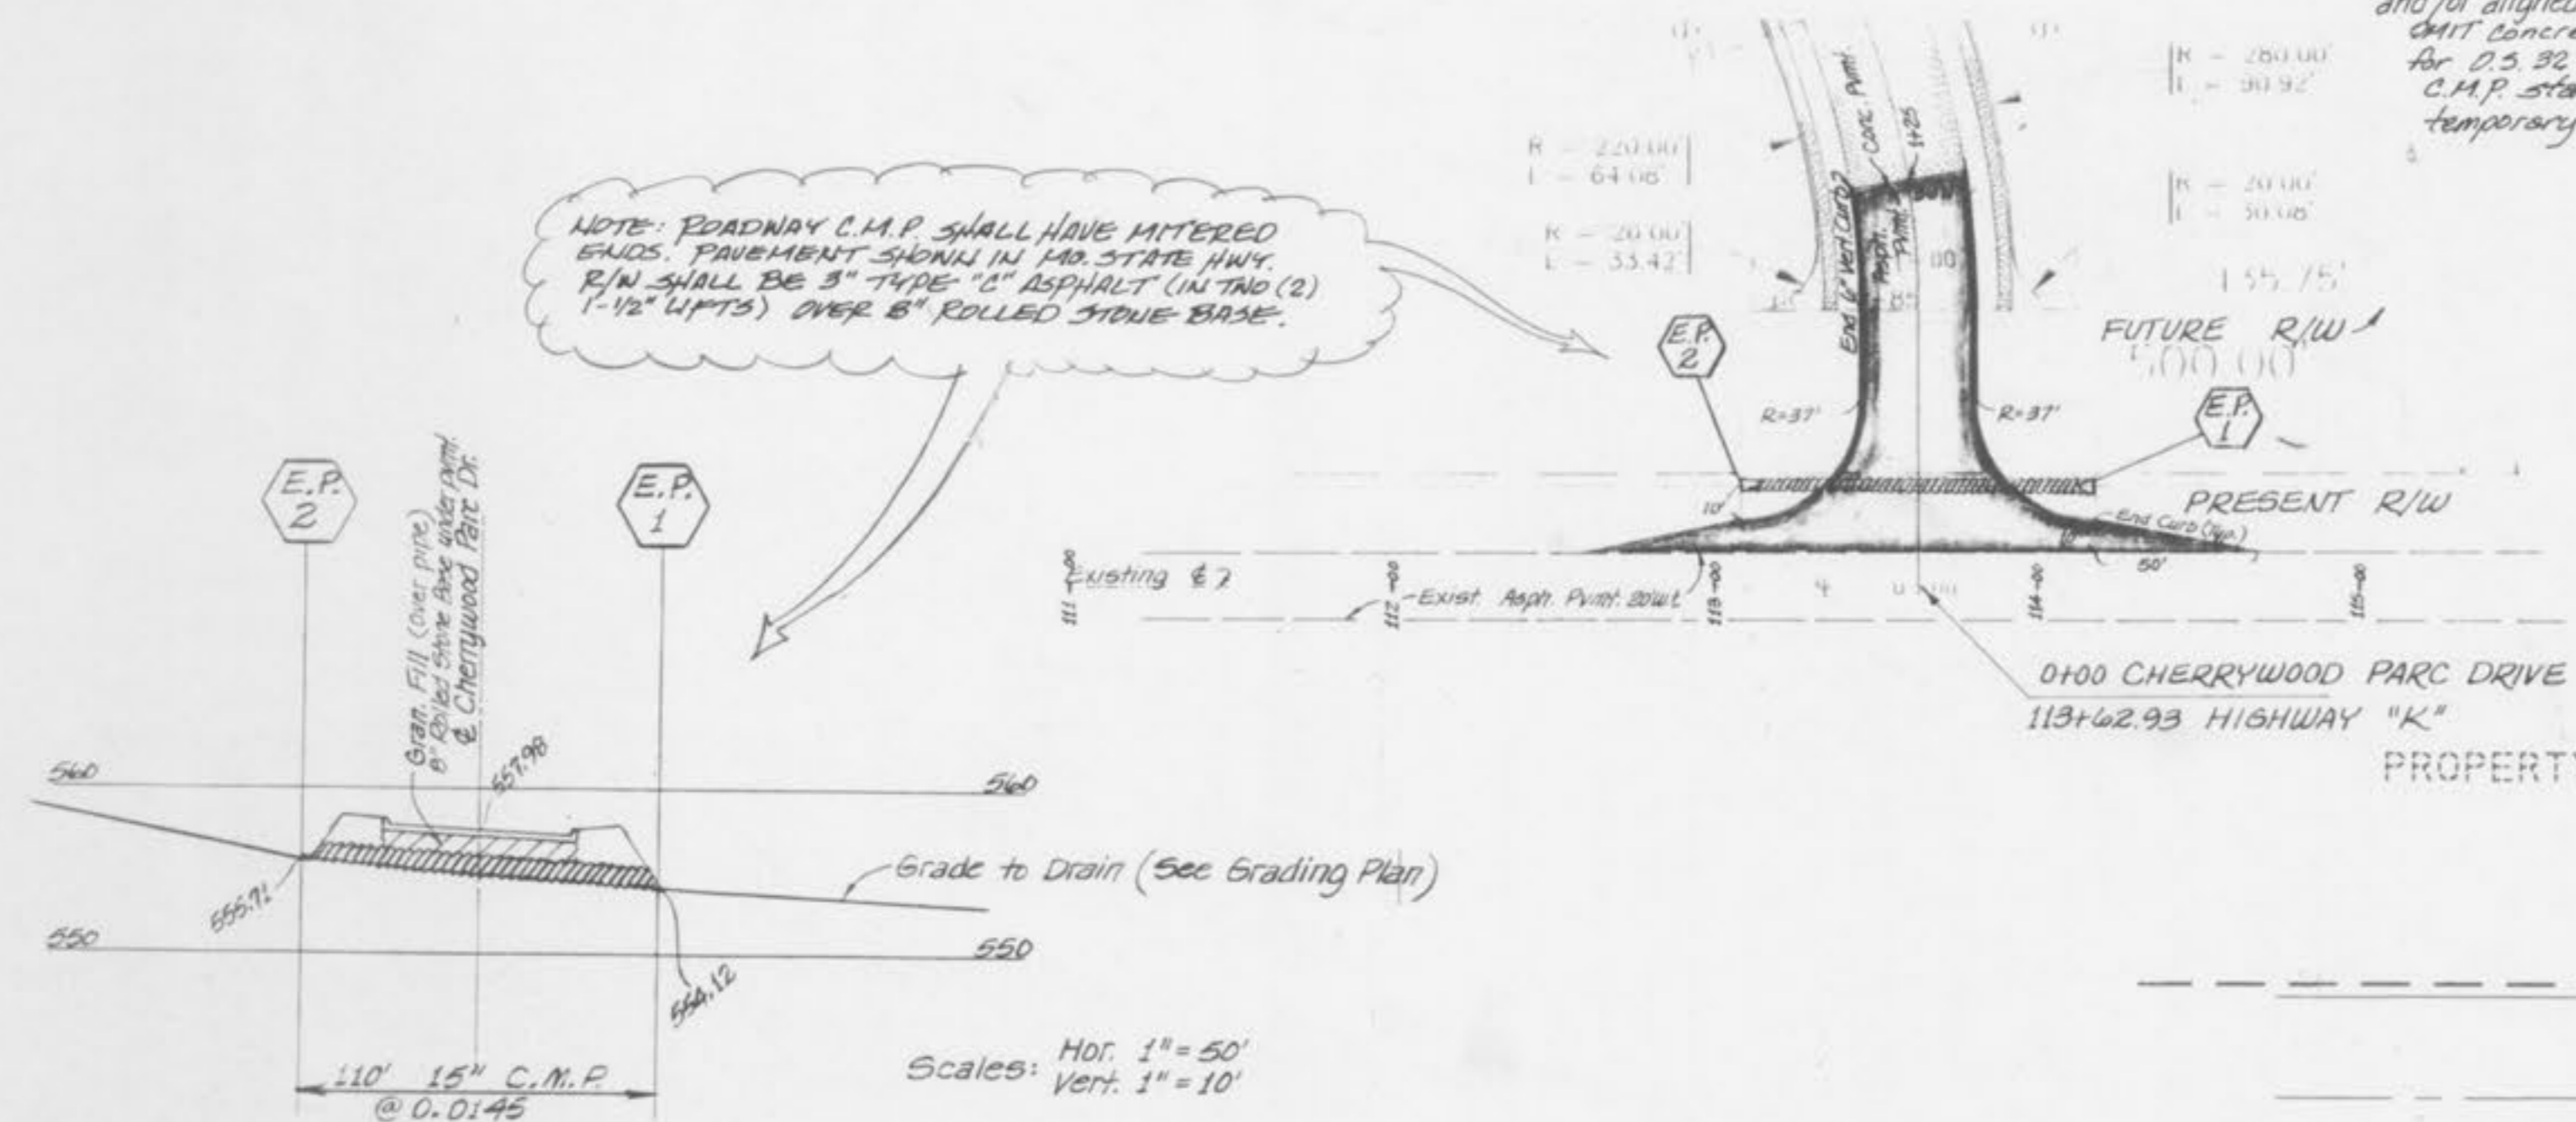 and/or aligned
OMIT Concre
for D.S. 32
C.M.P. sta
temporary
R = 280.00'
L = 90.92'
R = 220.00'
L = 64.08'
R = 20.00'
L = 30.08'
R = 20.00'
L = 33.42'
135.75'
FUTURE R/W
500.00'
End 6" Vert Curb
Conc. Pvmt.
1+25
Asph. Pvmt.
NOTE: ROADWAY C.M.P. SHALL HAVE MITERED
ENDS. PAVEMENT SHOWN IN MO. STATE HWY.
R/W SHALL BE 3" TYPE "C" ASPHALT (IN TWO (2)
1-1/2" LIFTS) OVER 8" ROLLED STONE BASE.
E.P.
2
E.P.
1
R=37'
R=37'
10'
10'
End Curb (Typ.)
50'
PRESENT R/W
Existing ℄
Exist. Asph. Pvmt. 20'wt
111+00
112+00
113+00
114+00
115+00
0+00 CHERRYWOOD PARC DRIVE
113+62.93 HIGHWAY "K"
PROPERTY
E.P.
2
E.P.
1
Gran. Fill (over pipe)
8" Rolled Stone Base under pvmt.
℄ Cherrywood Parc Dr.
557.98
560
560
555.71
550
550
554.12
Grade to Drain (See Grading Plan)
110' 15" C.M.P.
@ 0.0145
Scales: Hor. 1" = 50'
Vert. 1" = 10'